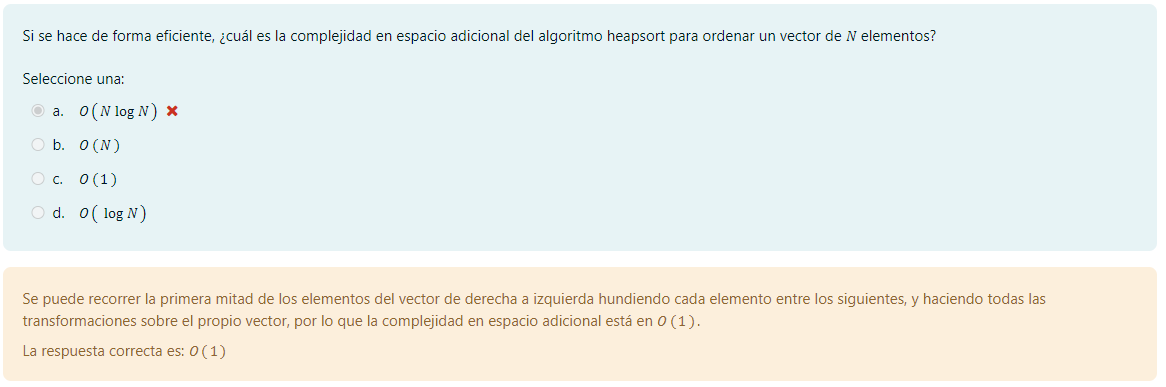 Si se hace de forma eficiente, ¿cuál es la complejidad en espacio adicional del algoritmo heapsort para ordenar un vector de N elementos?
Seleccione una:
a. O(N log N) ✖
b. O(N)
c. O(1)
d. O( log N)
Se puede recorrer la primera mitad de los elementos del vector de derecha a izquierda hundiendo cada elemento entre los siguientes, y haciendo todas las
transformaciones sobre el propio vector, por lo que la complejidad en espacio adicional está en O(1).
La respuesta correcta es: O(1)